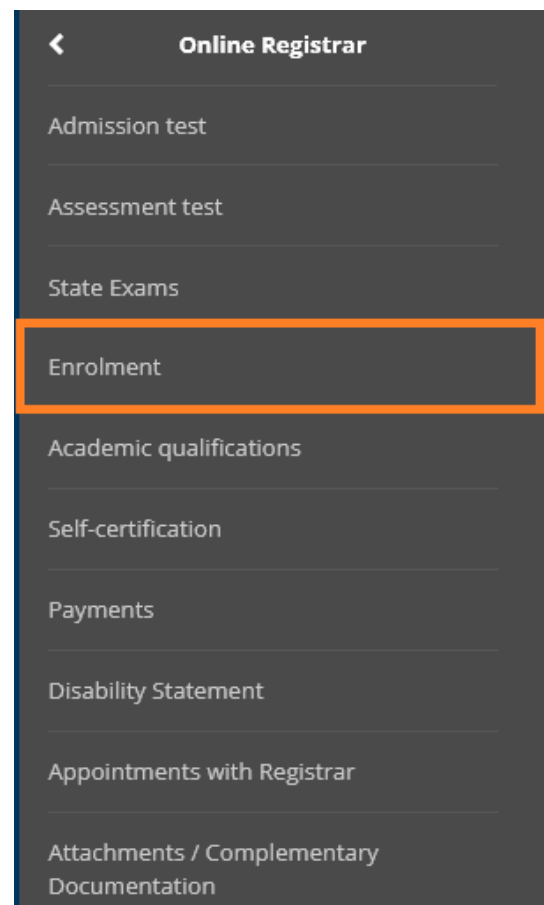 Online Registrar
Admission test
Assessment test
State Exams
Enrolment
Academic qualifications
Self-certification
Payments
Disability Statement
Appointments with Registrar
Attachments / Complementary
Documentation